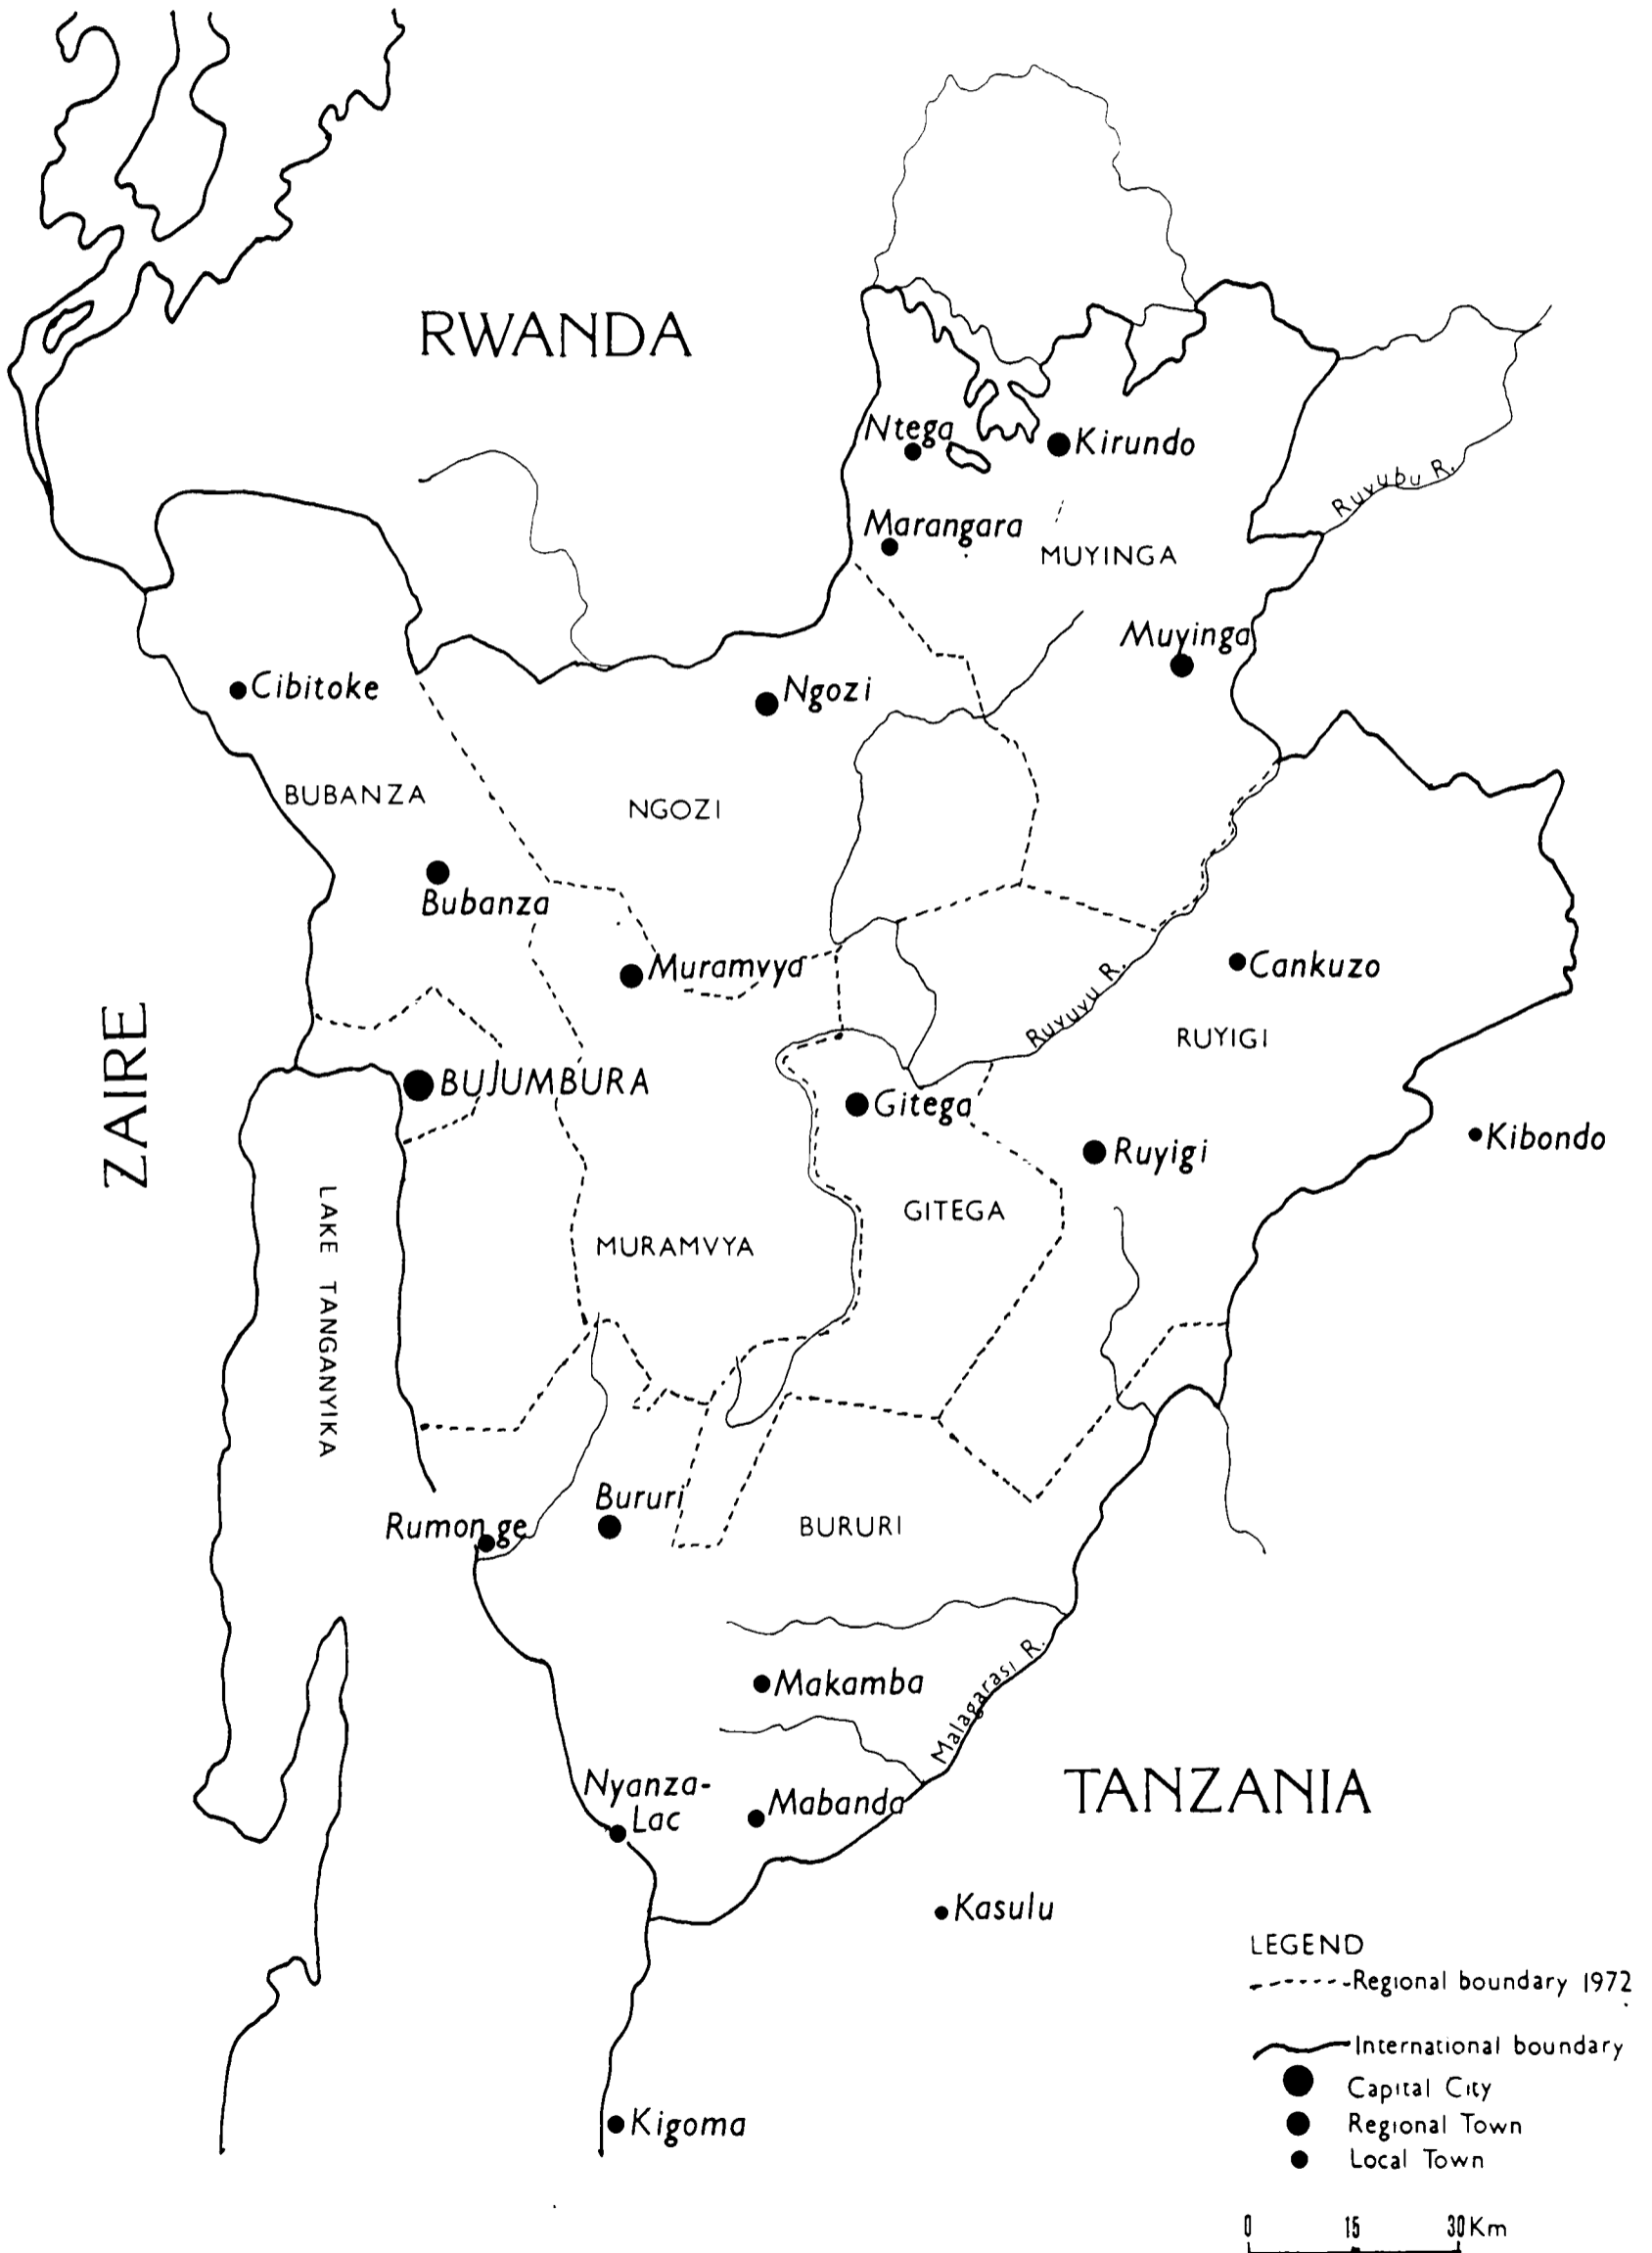 RWANDA
Ntega
Kirundo
Ruvubu R.
Marangara
MUYINGA
Muyinga
Cibitoke
Ngozi
BUBANZA
NGOZI
Bubanza
Muramvya
Cankuzo
Ruvuvu R.
RUYIGI
ZAIRE
BUJUMBURA
Gitega
Kibondo
Ruyigi
LAKE TANGANYIKA
GITEGA
MURAMVYA
Bururi
Rumonge
BURURI
Malagarasi R.
Makamba
TANZANIA
Nyanza-
Lac
Mabanda
Kasulu
LEGEND
Regional boundary 1972
International boundary
Capital City
Regional Town
Kigoma
Local Town
0 15 30 Km